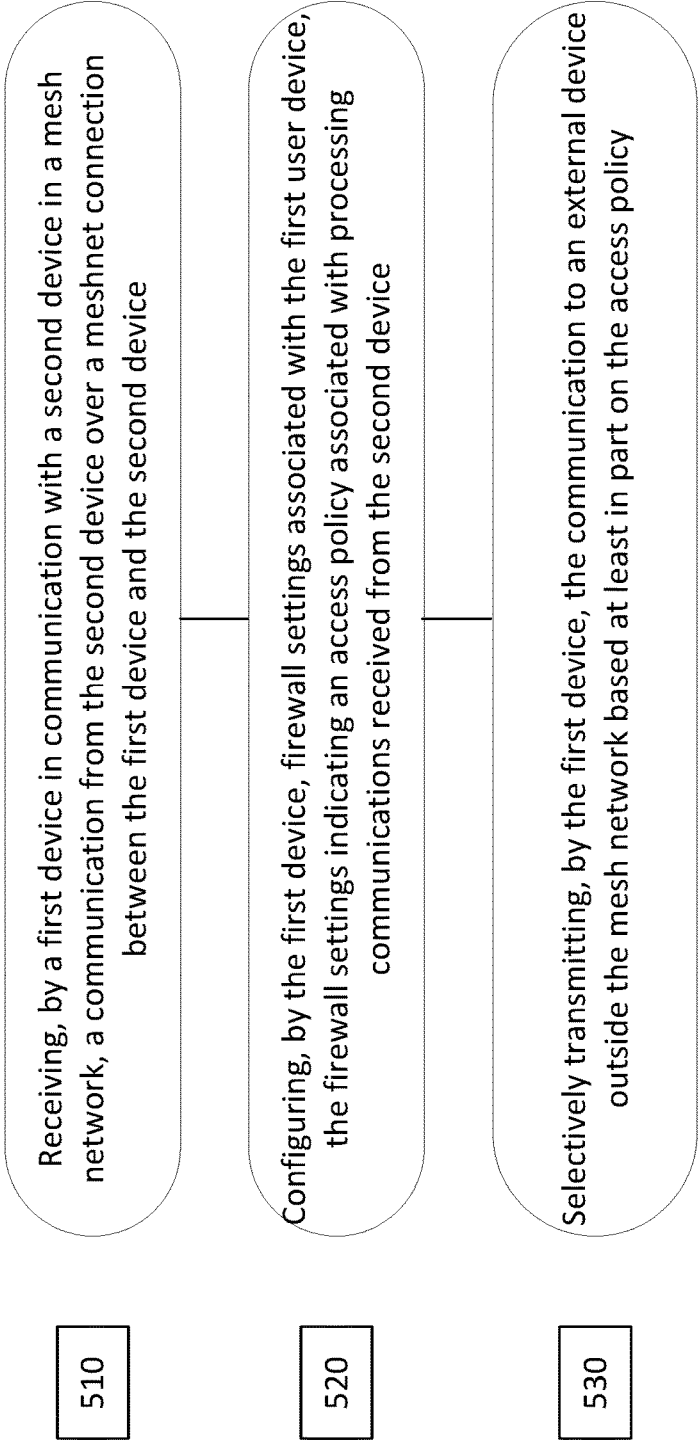 510
Receiving, by a first device in communication with a second device in a mesh
network, a communication from the second device over a meshnet connection
between the first device and the second device
520
Configuring, by the first device, firewall settings associated with the first user device,
the firewall settings indicating an access policy associated with processing
communications received from the second device
530
Selectively transmitting, by the first device, the communication to an external device
outside the mesh network based at least in part on the access policy